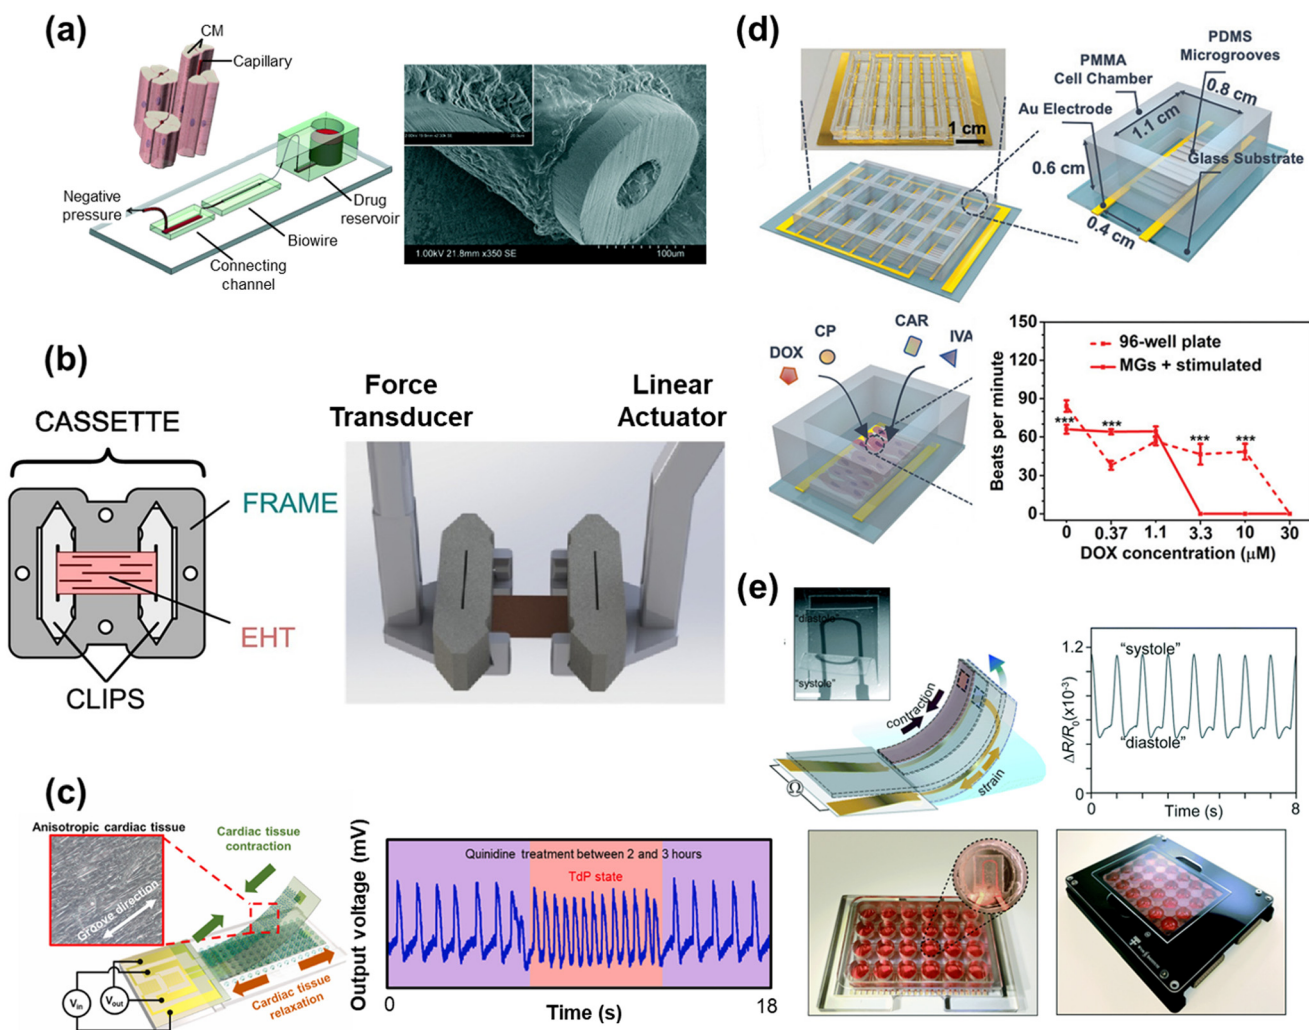 (a)
CM
Capillary
Negative
pressure
Drug
reservoir
Biowire
Connecting
channel
1.00kV 21.8mm x350 SE
100um
(b)
CASSETTE
FRAME
EHT
CLIPS
Force
Transducer
Linear
Actuator
(c)
Anisotropic cardiac tissue
Groove direction
Cardiac tissue
contraction
Cardiac tissue
relaxation
Vin
Vout
Output voltage (mV)
Quinidine treatment between 2 and 3 hours
TdP state
0
18
Time (s)
(d)
1 cm
PDMS
Microgrooves
PMMA
Cell Chamber
Au Electrode
0.8 cm
1.1 cm
0.6 cm
Glass Substrate
0.4 cm
DOX
CP
CAR
IVA
Beats per minute
150
120
90
60
30
0
96-well plate
MGs + stimulated
***
***
***
***
0
0.37
1.1
3.3
10
30
DOX concentration (μM)
(e)
"diastole"
"systole"
contraction
strain
Ω
ΔR/R0(x10⁻³)
1.2
0.6
0
"systole"
"diastole"
0
8
Time (s)